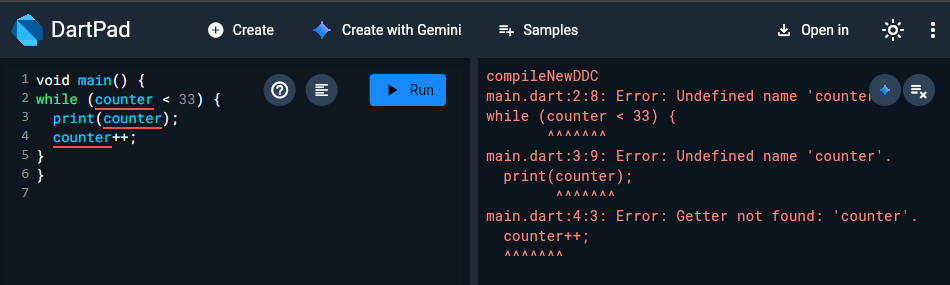 DartPad
Create
Create with Gemini
Samples
Open in
1 void main() {
2 while (counter < 33) {
3   print(counter);
4   counter++;
5 }
6 }
7
Run
compileNewDDC
main.dart:2:8: Error: Undefined name 'counter
while (counter < 33) {
       ^^^^^^^
main.dart:3:9: Error: Undefined name 'counter'.
  print(counter);
        ^^^^^^^
main.dart:4:3: Error: Getter not found: 'counter'.
  counter++;
  ^^^^^^^